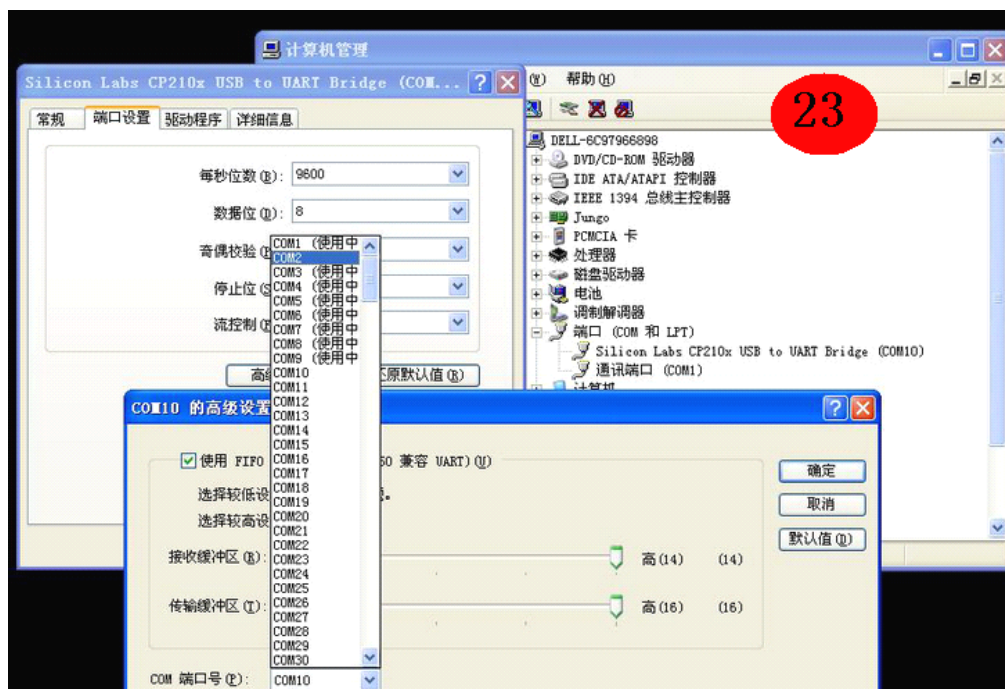 计算机管理
Silicon Labs CP210x USB to UART Bridge (COM...
(W) 帮助(H)
23
常规 端口设置 驱动程序 详细信息
每秒位数(B): 9600
数据位(D): 8
奇偶校验
停止位(S
流控制
还原默认值(R)
COM1 (使用中
COM2
COM3 (使用中
COM4 (使用中
COM5 (使用中
COM6 (使用中
COM7 (使用中
COM8 (使用中
COM9 (使用中
COM10
COM11
COM12
COM13
COM14
COM15
COM16
COM17
COM18
COM19
COM20
COM21
COM22
COM23
COM24
COM25
COM26
COM27
COM28
COM29
COM30
DELL-6C97966898
DVD/CD-ROM 驱动器
IDE ATA/ATAPI 控制器
IEEE 1394 总线主控制器
Jungo
PCMCIA 卡
处理器
磁盘驱动器
电池
调制解调器
端口 (COM 和 LPT)
Silicon Labs CP210x USB to UART Bridge (COM10)
通讯端口 (COM1)
计算机
COM10 的高级设置
使用 FIFO 50 兼容 UART)(U)
选择较低设
选择较高设
接收缓冲区(R): 高(14) (14)
传输缓冲区(T): 高(16) (16)
COM 端口号(P): COM10
确定
取消
默认值(D)